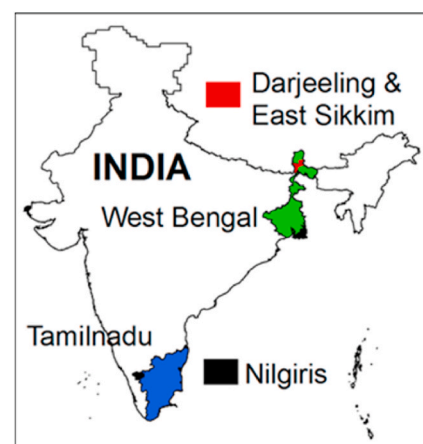 Darjeeling &
East Sikkim
INDIA
West Bengal
Tamilnadu
Nilgiris